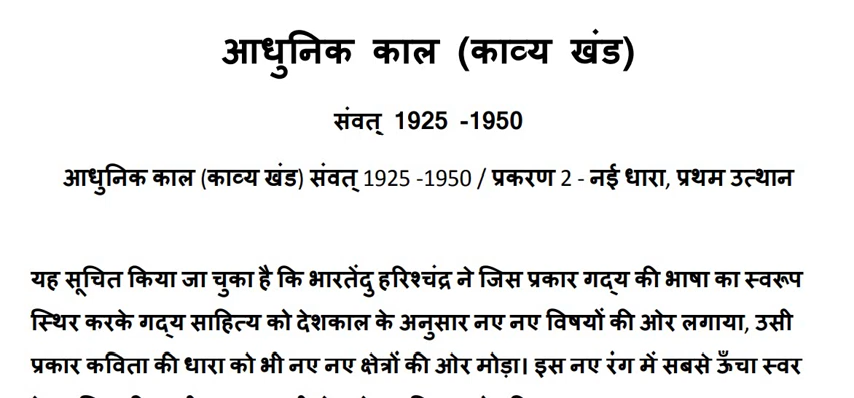 आधुनिक काल (काव्य खंड)
संवत् 1925 -1950
आधुनिक काल (काव्य खंड) संवत् 1925 -1950 / प्रकरण 2 - नई धारा, प्रथम उत्थान
यह सूचित किया जा चुका है कि भारतेंदु हरिश्चंद्र ने जिस प्रकार गद्य की भाषा का स्वरूप
स्थिर करके गद्य साहित्य को देशकाल के अनुसार नए नए विषयों की ओर लगाया, उसी
प्रकार कविता की धारा को भी नए नए क्षेत्रों की ओर मोड़ा। इस नए रंग में सबसे ऊँचा स्वर